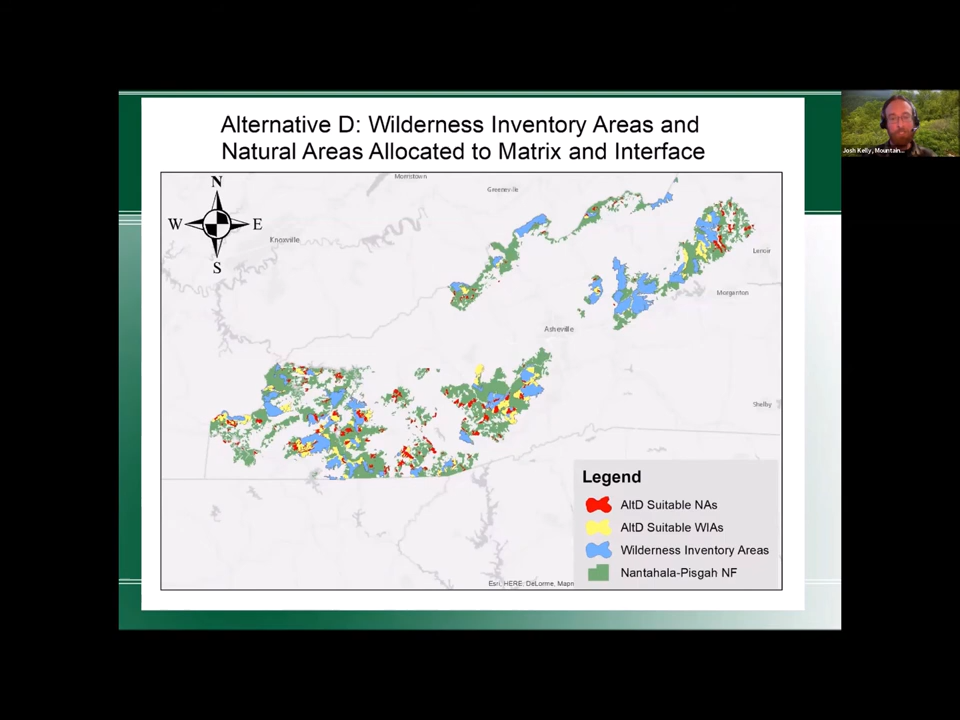 Alternative D: Wilderness Inventory Areas and
Natural Areas Allocated to Matrix and Interface
Josh Kelly, Mountain...
Morristown
N
Greeneville
W
E
Knoxville
S
Lenoir
Morganton
Asheville
Shelby
Legend
AltD Suitable NAs
AltD Suitable WIAs
Wilderness Inventory Areas
Nantahala-Pisgah NF
Esri, HERE, DeLorme, Mapn